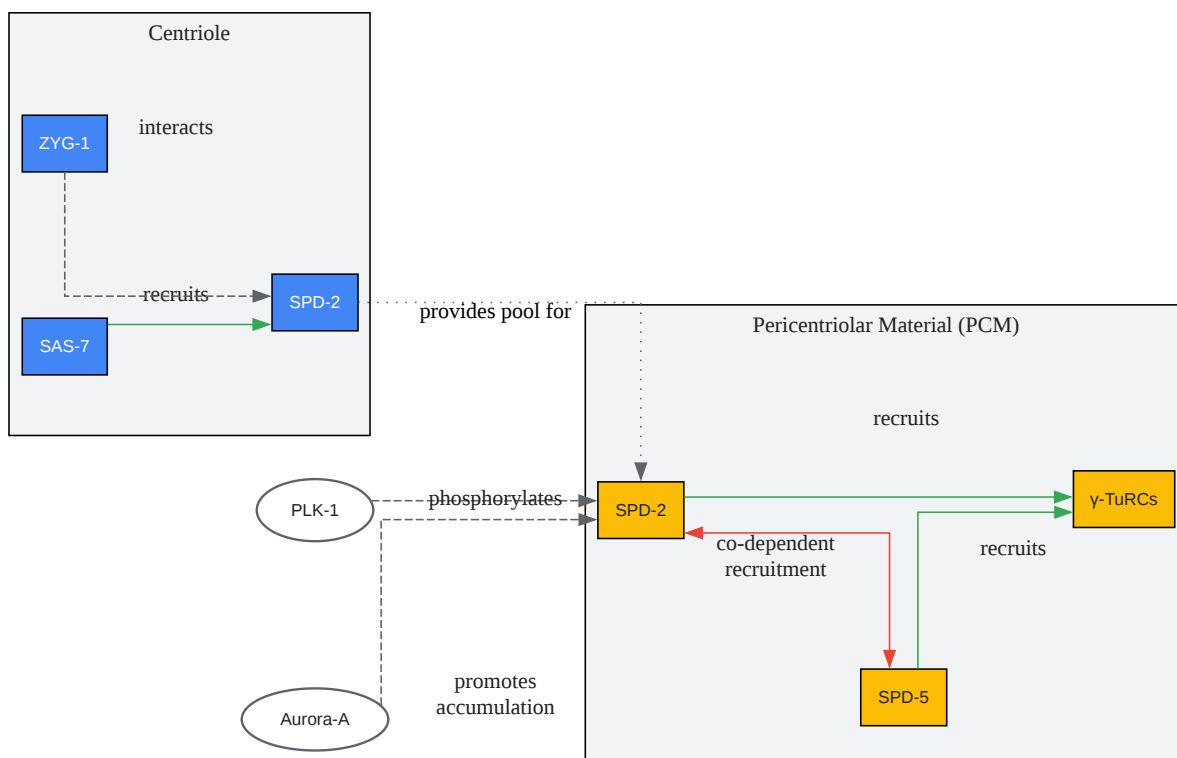 Centriole
ZYG-1
interacts
recruits
SPD-2
SAS-7
provides pool for
Pericentriolar Material (PCM)
recruits
PLK-1
phosphorylates
SPD-2
γ-TuRCs
co-dependent
recruitment
recruits
promotes
accumulation
SPD-5
Aurora-A